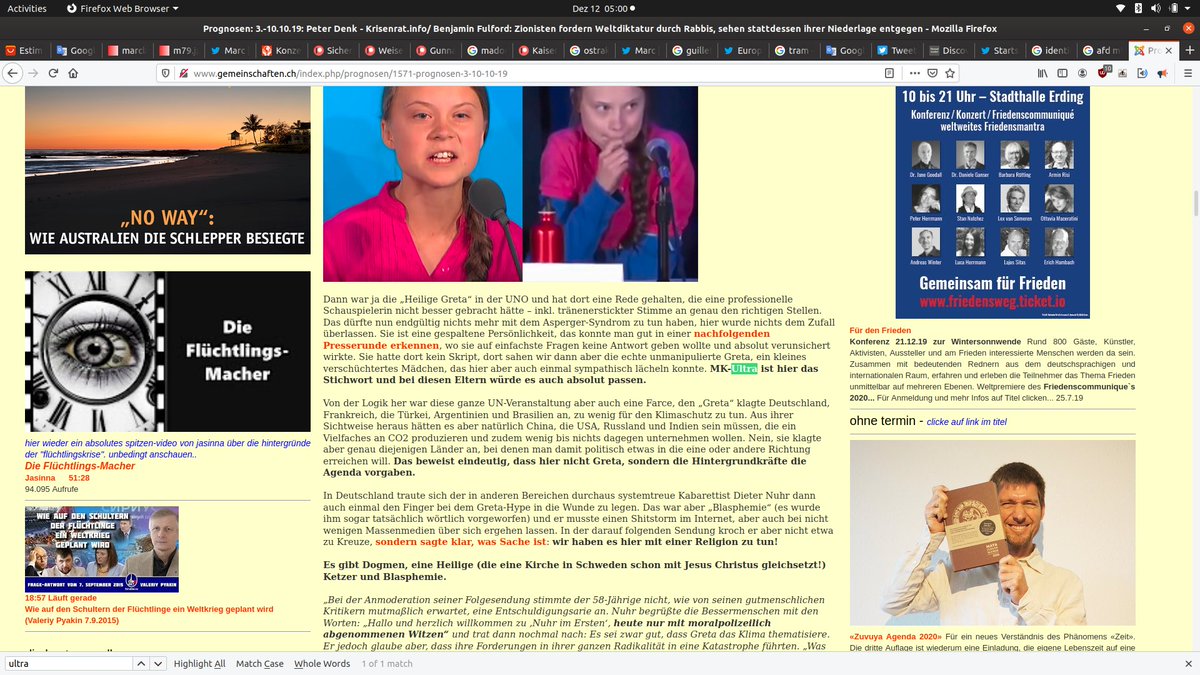 Activities
Firefox Web Browser
Dez 12 05:00
Prognosen: 3.-10.10.19: Peter Denk - Krisenrat.info/ Benjamin Fulford: Zionisten fordern Weltdiktatur durch Rabbis, sehen stattdessen ihrer Niederlage entgegen - Mozilla Firefox
Estim
Googl
marcl
m79.j
Marc
Konze
Sicher
Weise
Gunna
mado
Kaiser
ostral
Marc
guille
Europ
tram
Googl
Tweet
Disco
Starts
identi
afd m
Pro
www.gemeinschaften.ch/index.php/prognosen/1571-prognosen-3-10-10-19
„NO WAY“:
WIE AUSTRALIEN DIE SCHLEPPER BESIEGTE
Die
Flüchtlings-
Macher
hier wieder ein absolutes spitzen-video von jasinna über die hintergründe
der "flüchtlingskrise". unbedingt anschauen..
Die Flüchtlings-Macher
Jasinna 51:28
94.095 Aufrufe
WIE AUF DEN SCHULTERN
DER FLÜCHTLINGE
EIN WELTKRIEG
GEPLANT WIRD
FRAGE-ANTWORT VOM 7. SEPTEMBER 2015
VALERIY PYAKIN
18:57 Läuft gerade
Wie auf den Schultern der Flüchtlinge ein Weltkrieg geplant wird
(Valeriy Pyakin 7.9.2015)
Dann war ja die „Heilige Greta“ in der UNO und hat dort eine Rede gehalten, die eine professionelle
Schauspielerin nicht besser gebracht hätte – inkl. tränenerstickter Stimme an genau den richtigen Stellen.
Das dürfte nun endgültig nichts mehr mit dem Asperger-Syndrom zu tun haben, hier wurde nichts dem Zufall
überlassen. Sie ist eine gespaltene Persönlichkeit, das konnte man gut in einer nachfolgenden
Presserunde erkennen, wo sie auf einfachste Fragen keine Antwort geben wollte und absolut verunsichert
wirkte. Sie hatte dort kein Skript, dort sahen wir dann aber die echte unmanipulierte Greta, ein kleines
verschüchtertes Mädchen, das hier aber auch einmal sympathisch lächeln konnte. MK-Ultra ist hier das
Stichwort und bei diesen Eltern würde es auch absolut passen.
Von der Logik her war diese ganze UN-Veranstaltung aber auch eine Farce, den „Greta“ klagte Deutschland,
Frankreich, die Türkei, Argentinien und Brasilien an, zu wenig für den Klimaschutz zu tun. Aus ihrer
Sichtweise heraus hätten es aber natürlich China, die USA, Russland und Indien sein müssen, die ein
Vielfaches an CO2 produzieren und zudem wenig bis nichts dagegen unternehmen wollen. Nein, sie klagte
aber genau diejenigen Länder an, bei denen man damit politisch etwas in die eine oder andere Richtung
erreichen will. Das beweist eindeutig, dass hier nicht Greta, sondern die Hintergrundkräfte die
Agenda vorgaben.
In Deutschland traute sich der in anderen Bereichen durchaus systemtreue Kabarettist Dieter Nuhr dann
auch einmal den Finger bei dem Greta-Hype in die Wunde zu legen. Das war aber „Blasphemie“ (es wurde
ihm sogar tatsächlich wörtlich vorgeworfen) und er musste einen Shitstorm im Internet, aber auch bei nicht
wenigen Massenmedien über sich ergehen lassen. In der darauf folgenden Sendung kroch er aber nicht etwa
zu Kreuze, sondern sagte klar, was Sache ist: wir haben es hier mit einer Religion zu tun!
Es gibt Dogmen, eine Heilige (die eine Kirche in Schweden schon mit Jesus Christus gleichsetzt!)
Ketzer und Blasphemie.
„Bei der Anmoderation seiner Folgesendung stimmte der 58-Jährige nicht, wie von seinen gutmenschlichen
Kritikern mutmaßlich erwartet, eine Entschuldigungsarie an. Nuhr begrüßte die Bessermenschen mit den
Worten: „Hallo und herzlich willkommen zu ‚Nuhr im Ersten‘, heute nur mit moralpolizeilich
abgenommenen Witzen“ und trat dann nochmal nach: Es sei zwar gut, dass Greta das Klima thematisiere.
Er jedoch glaube aber, dass ihre Forderungen in ihrer ganzen Radikalität in eine Katastrophe führten. „Was
10 bis 21 Uhr – Stadthalle Erding
Konferenz / Konzert / Friedenscommuniqué
weltweites Friedensmantra
Dr. Jane Goodall
Dr. Daniele Ganser
Barbara Rütting
Armin Risi
Peter Herrmann
Stan Nolchez
Lex van Someren
Ottavia Maceratini
Andreas Winter
Luca Herrmann
Lajos Sitas
Erich Hambach
Gemeinsam für Frieden
www.friedensweg.ticket.io
Für den Frieden
Konferenz 21.12.19 zur Wintersonnwende Rund 800 Gäste, Künstler,
Aktivisten, Aussteller und am Frieden interessierte Menschen werden da sein.
Zusammen mit bedeutenden Rednern aus dem deutschsprachigen und
internationalen Raum, erfahren und erleben die Teilnehmer das Thema Frieden
unmittelbar auf mehreren Ebenen. Weltpremiere des Friedenscommunique`s
2020... Für Anmeldung und mehr Infos auf Titel clicken... 25.7.19
ohne termin - clicke auf link im titel
«Zuvuya Agenda 2020» Für ein neues Verständnis des Phänomens «Zeit».
Die dritte Auflage ist wiederum eine Einladung, die eigene Lebenszeit auf eine
ultra
Highlight All
Match Case
Whole Words
1 of 1 match